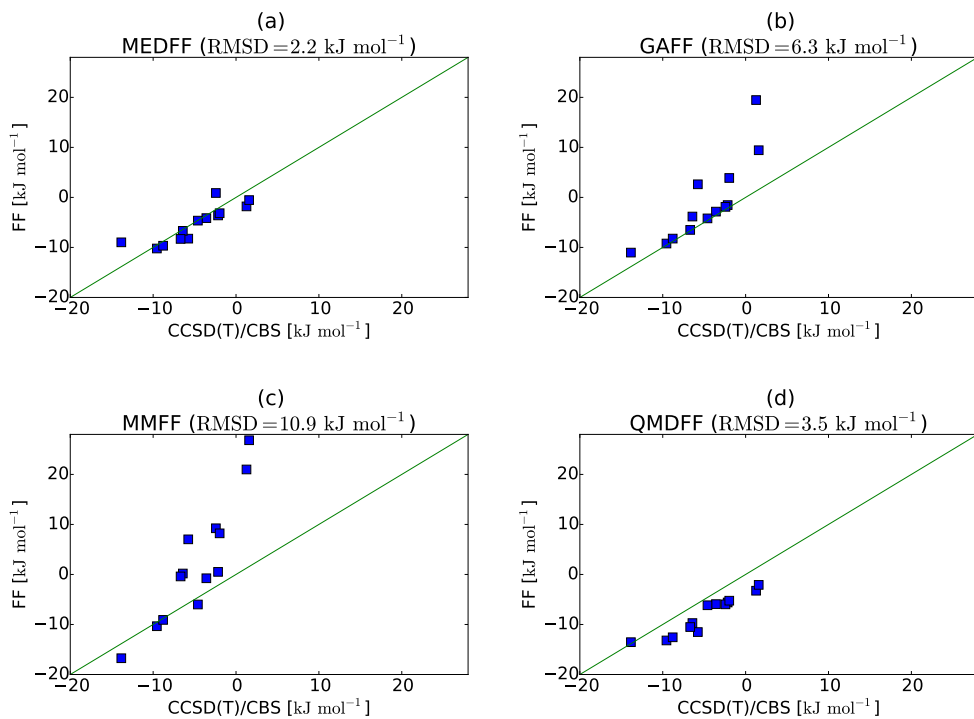 (a)
MEDFF (RMSD = 2.2 kJ mol⁻¹)
20
10
0
−10
−20
FF [kJ mol⁻¹]
−20 −10 0 10 20
CCSD(T)/CBS [kJ mol⁻¹]
(b)
GAFF (RMSD = 6.3 kJ mol⁻¹)
20
10
0
−10
−20
FF [kJ mol⁻¹]
−20 −10 0 10 20
CCSD(T)/CBS [kJ mol⁻¹]
(c)
MMFF (RMSD = 10.9 kJ mol⁻¹)
20
10
0
−10
−20
FF [kJ mol⁻¹]
−20 −10 0 10 20
CCSD(T)/CBS [kJ mol⁻¹]
(d)
QMDFF (RMSD = 3.5 kJ mol⁻¹)
20
10
0
−10
−20
FF [kJ mol⁻¹]
−20 −10 0 10 20
CCSD(T)/CBS [kJ mol⁻¹]